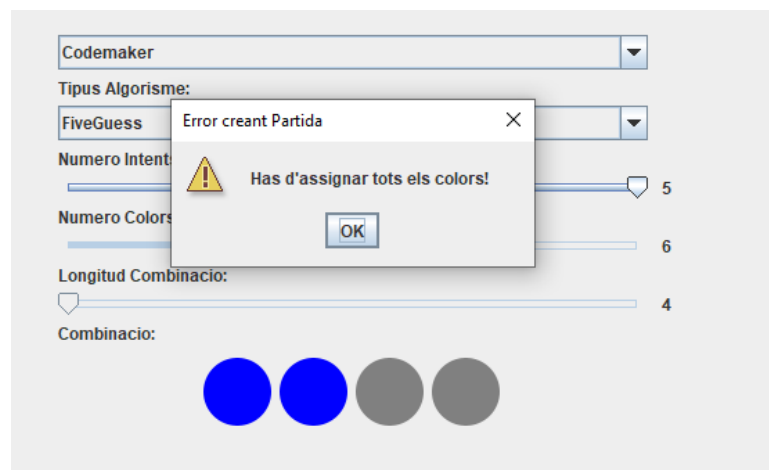 Codemaker
Tipus Algorisme:
FiveGuess
Error creant Partida
Has d'assignar tots els colors!
OK
Numero Intents
5
Numero Colors
6
Longitud Combinacio:
4
Combinacio: